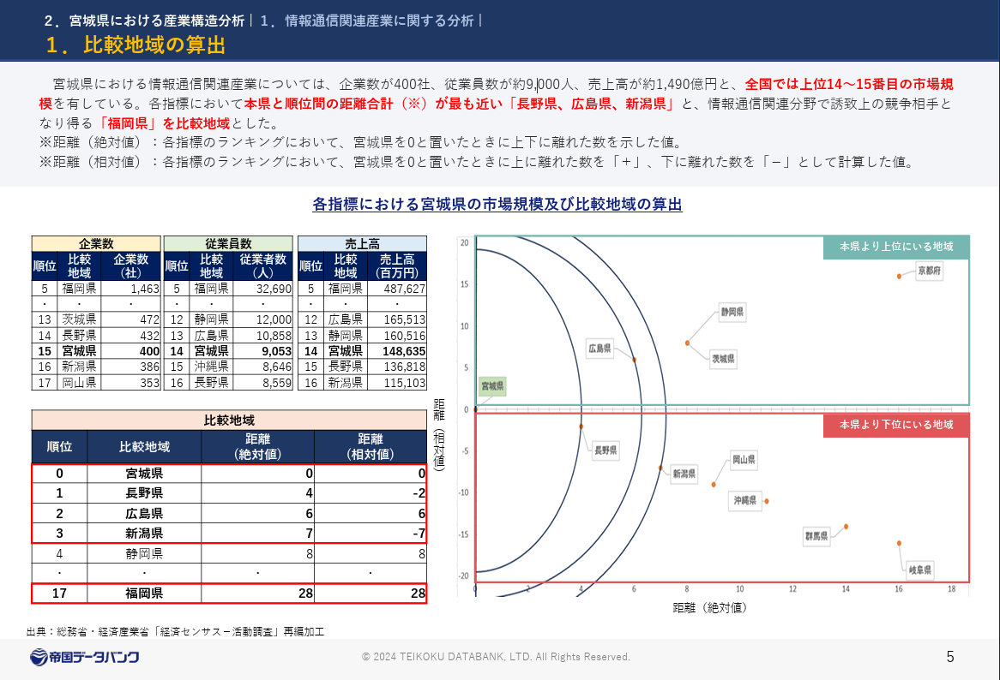 ２．宮城県における産業構造分析｜１．情報通信関連産業に関する分析｜
１．比較地域の算出
宮城県における情報通信関連産業については、企業数が400社、従業員数が約9,000人、売上高が約1,490億円と、全国では上位14～15番目の市場規
模を有している。各指標において本県と順位間の距離合計（※）が最も近い「長野県、広島県、新潟県」と、情報通信関連分野で誘致上の競争相手と
なり得る「福岡県」を比較地域とした。
※距離（絶対値）：各指標のランキングにおいて、宮城県を0と置いたときに上下に離れた数を示した値。
※距離（相対値）：各指標のランキングにおいて、宮城県を0と置いたときに上に離れた数を「＋」、下に離れた数を「－」として計算した値。
各指標における宮城県の市場規模及び比較地域の算出
企業数
順位 比較地域 企業数（社）
5 福岡県 1,463
・ ・ ・
13 茨城県 472
14 長野県 432
15 宮城県 400
16 新潟県 386
17 岡山県 353
従業員数
順位 比較地域 従業者数（人）
5 福岡県 32,690
・ ・ ・
12 静岡県 12,000
13 広島県 10,858
14 宮城県 9,053
15 沖縄県 8,646
16 長野県 8,559
売上高
順位 比較地域 売上高(百万円)
5 福岡県 487,627
・ ・ ・
12 広島県 165,513
13 静岡県 160,516
14 宮城県 148,635
15 長野県 136,818
16 新潟県 115,103
比較地域
順位 比較地域 距離(絶対値) 距離(相対値)
0 宮城県 0 0
1 長野県 4 -2
2 広島県 6 6
3 新潟県 7 -7
4 静岡県 8 8
・ ・ ・ ・
17 福岡県 28 28
距離（相対値）
20
15
10
5
0
-5
-10
-15
-20
本県より上位にいる地域
京都府
静岡県
広島県
茨城県
宮城県
本県より下位にいる地域
長野県
岡山県
新潟県
沖縄県
群馬県
岐阜県
0 2 4 6 8 10 12 14 16 18
距離（絶対値）
出典：総務省・経済産業省「経済センサス－活動調査」再編加工
帝国データバンク
© 2024 TEIKOKU DATABANK, LTD. All Rights Reserved.
5